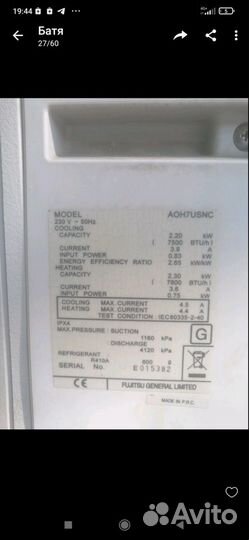 19:44
Батя
27/60
MODEL AOH7USNC
230 V ~ 50Hz
COOLING
CAPACITY 2.20 kW
( 7500 BTU/h )
CURRENT 3.9 A
INPUT POWER 0.83 kW
ENERGY EFFICIENCY RATIO 2.65 kW/kW
HEATING
CAPACITY 2.30 kW
( 7800 BTU/h )
CURRENT 3.6 A
INPUT POWER 0.75 kW
COOLING MAX. CURRENT 4.5 A
HEATING MAX. CURRENT 4.4 A
TEST CONDITION : IEC60335-2-40
IPX4
MAX.PRESSURE : SUCTION
1160 kPa
: DISCHARGE
4120 kPa
REFRIGERANT
R410A 600 g
SERIAL No. E015382
G
CE FUJITSU GENERAL LIMITED
MADE IN P.R.C.
Avito